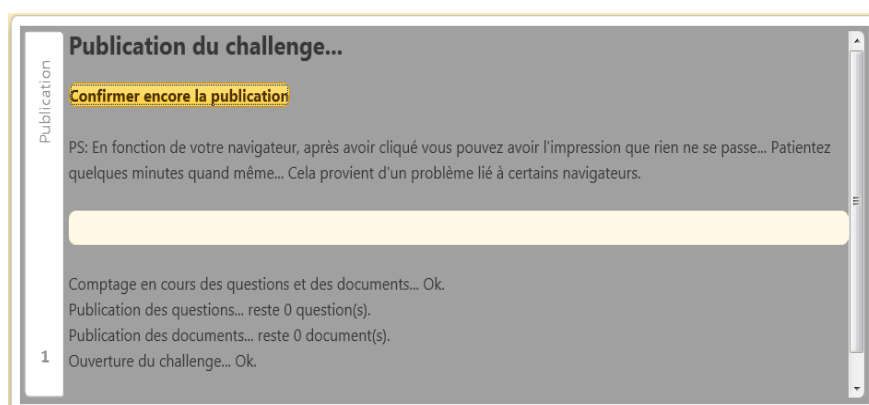 Publication du challenge...
Publication
Confirmer encore la publication
PS: En fonction de votre navigateur, après avoir cliqué vous pouvez avoir l'impression que rien ne se passe... Patientez
quelques minutes quand même... Cela provient d'un problème lié à certains navigateurs.
Comptage en cours des questions et des documents... Ok.
Publication des questions... reste 0 question(s).
Publication des documents... reste 0 document(s).
1
Ouverture du challenge... Ok.